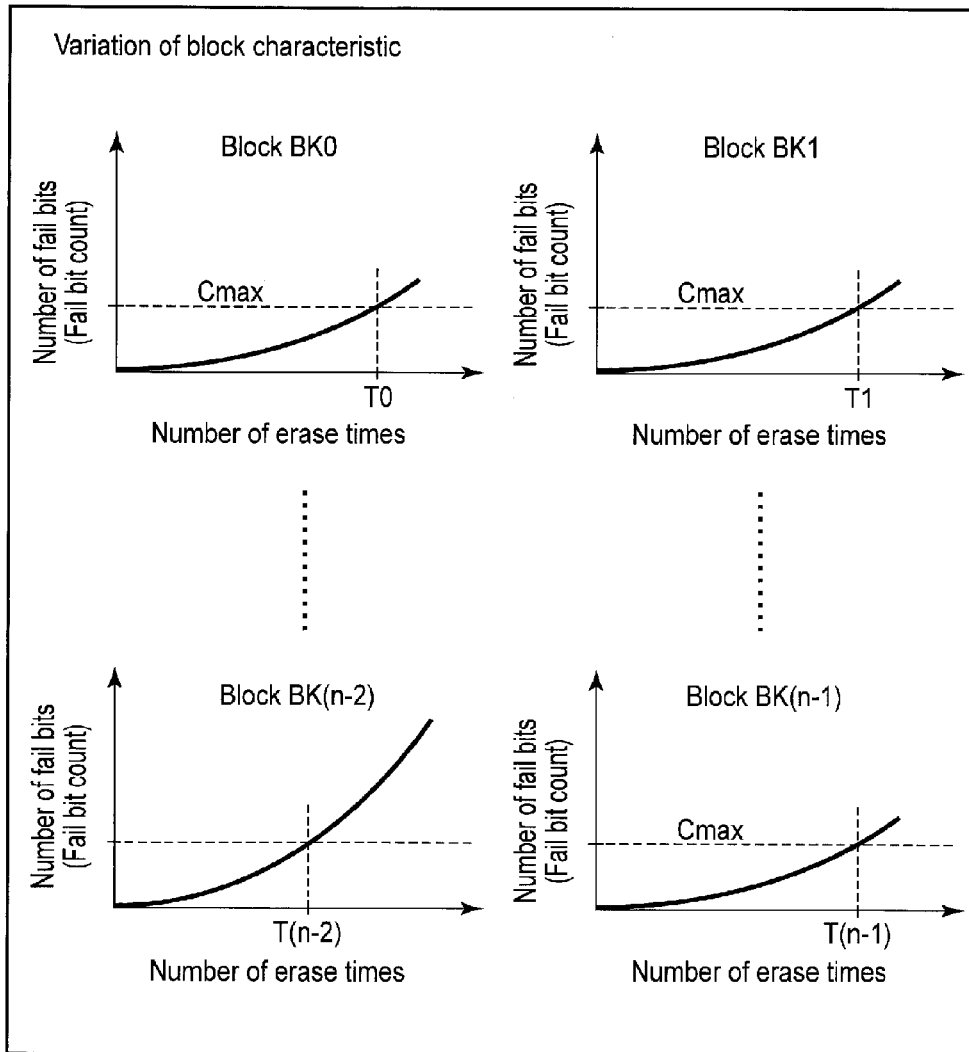 Variation of block characteristic
Block BK0
Number of fail bits
(Fail bit count)
Cmax
T0
Number of erase times
Block BK1
Number of fail bits
(Fail bit count)
Cmax
T1
Number of erase times
Block BK(n-2)
Number of fail bits
(Fail bit count)
T(n-2)
Number of erase times
Block BK(n-1)
Number of fail bits
(Fail bit count)
Cmax
T(n-1)
Number of erase times